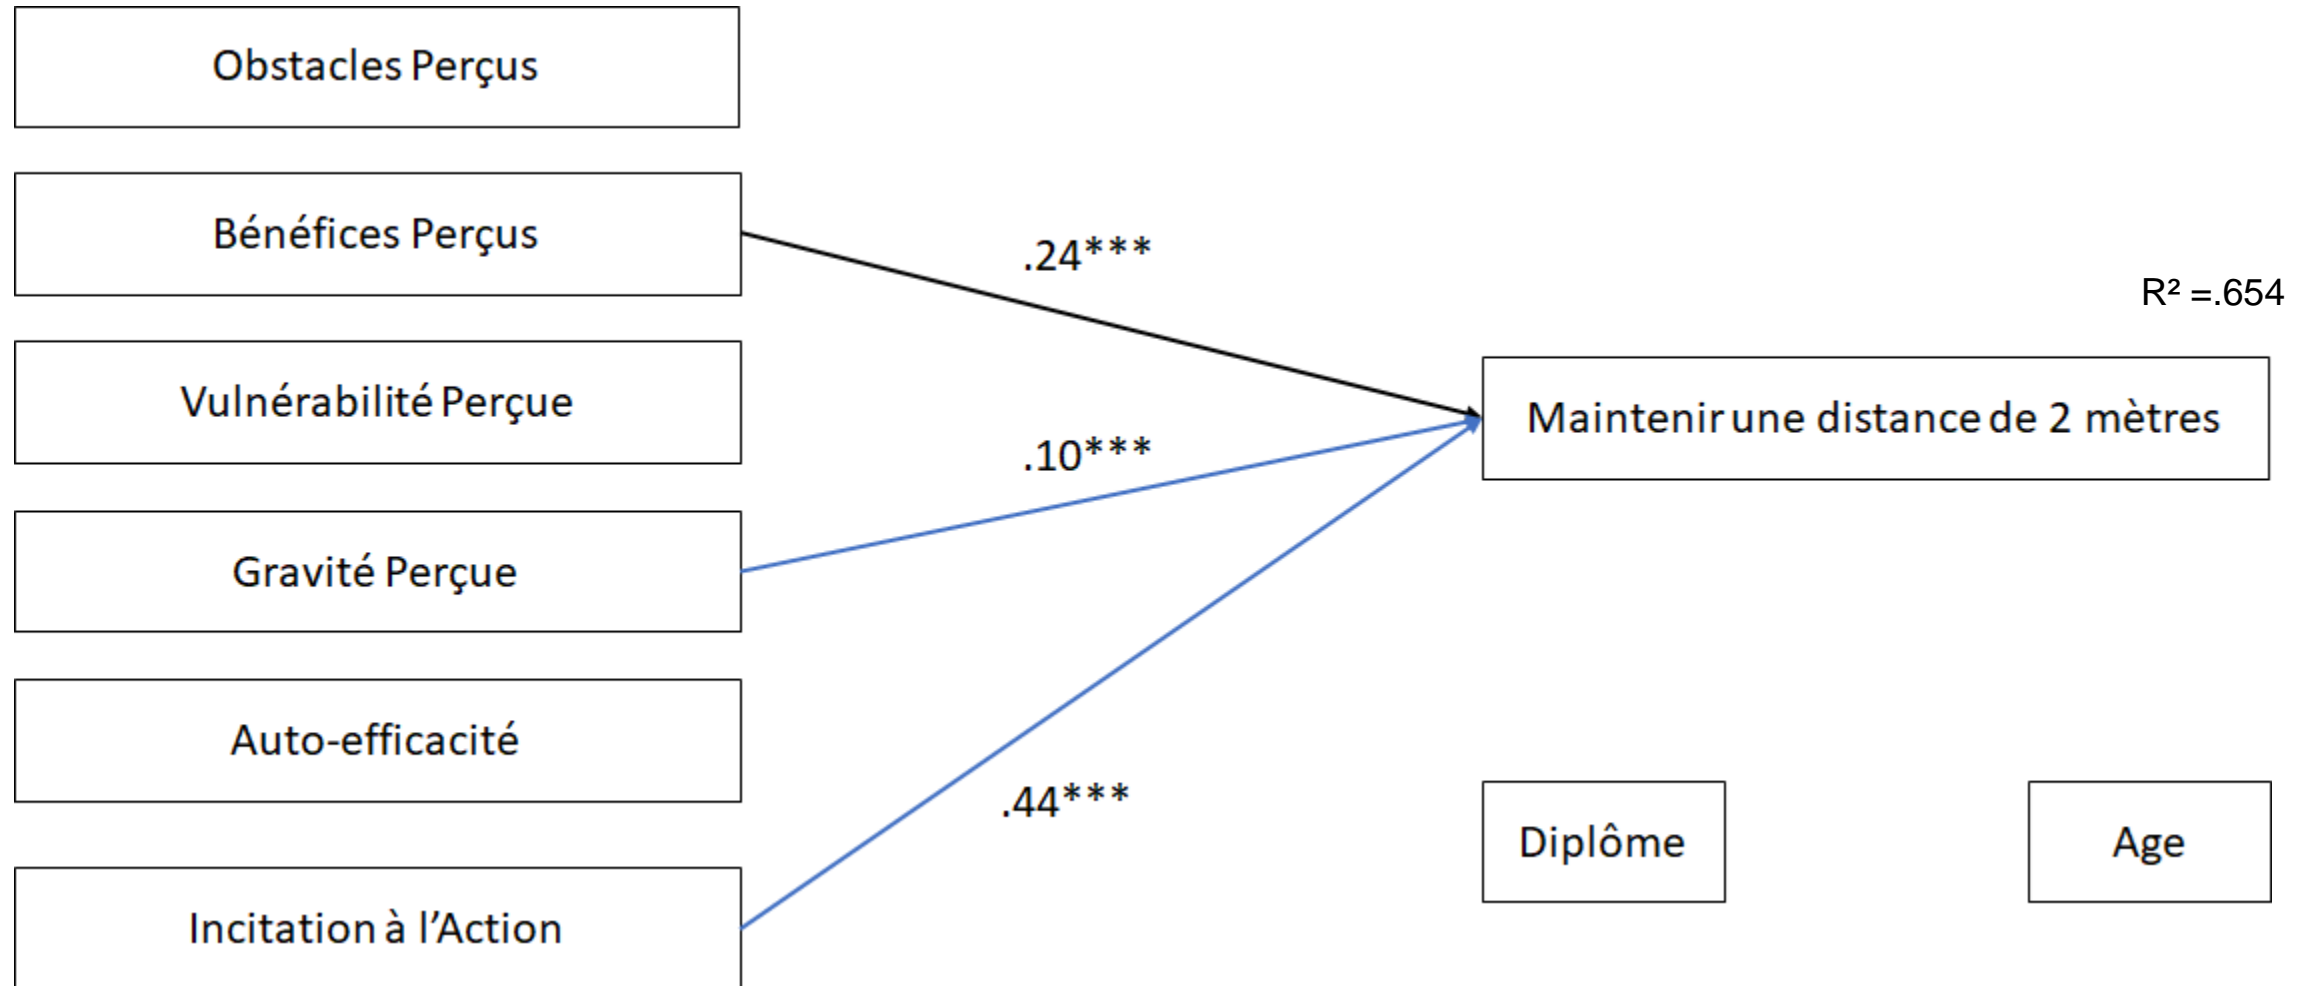 Obstacles Perçus
Bénéfices Perçus
.24***
R² =.654
Vulnérabilité Perçue
Maintenir une distance de 2 mètres
.10***
Gravité Perçue
Auto-efficacité
.44***
Diplôme
Age
Incitation à l’Action